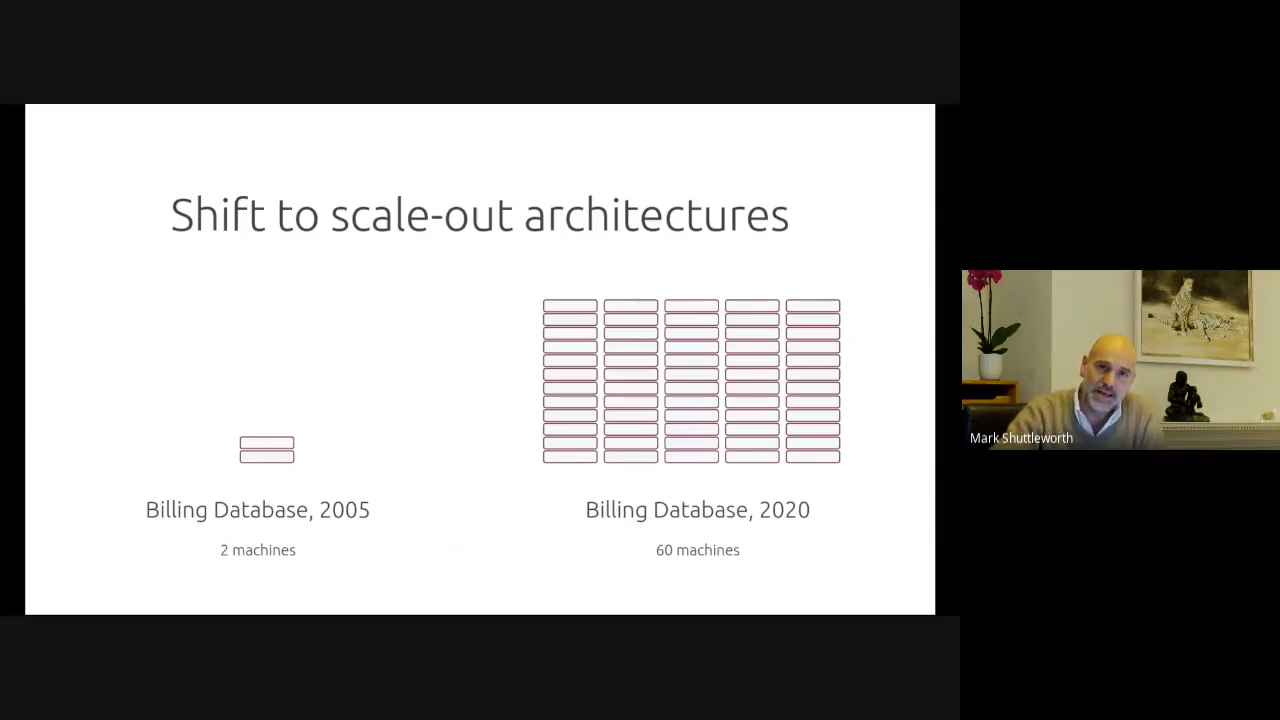 Shift to scale-out architectures
Billing Database, 2005
2 machines
Billing Database, 2020
60 machines
Mark Shuttleworth